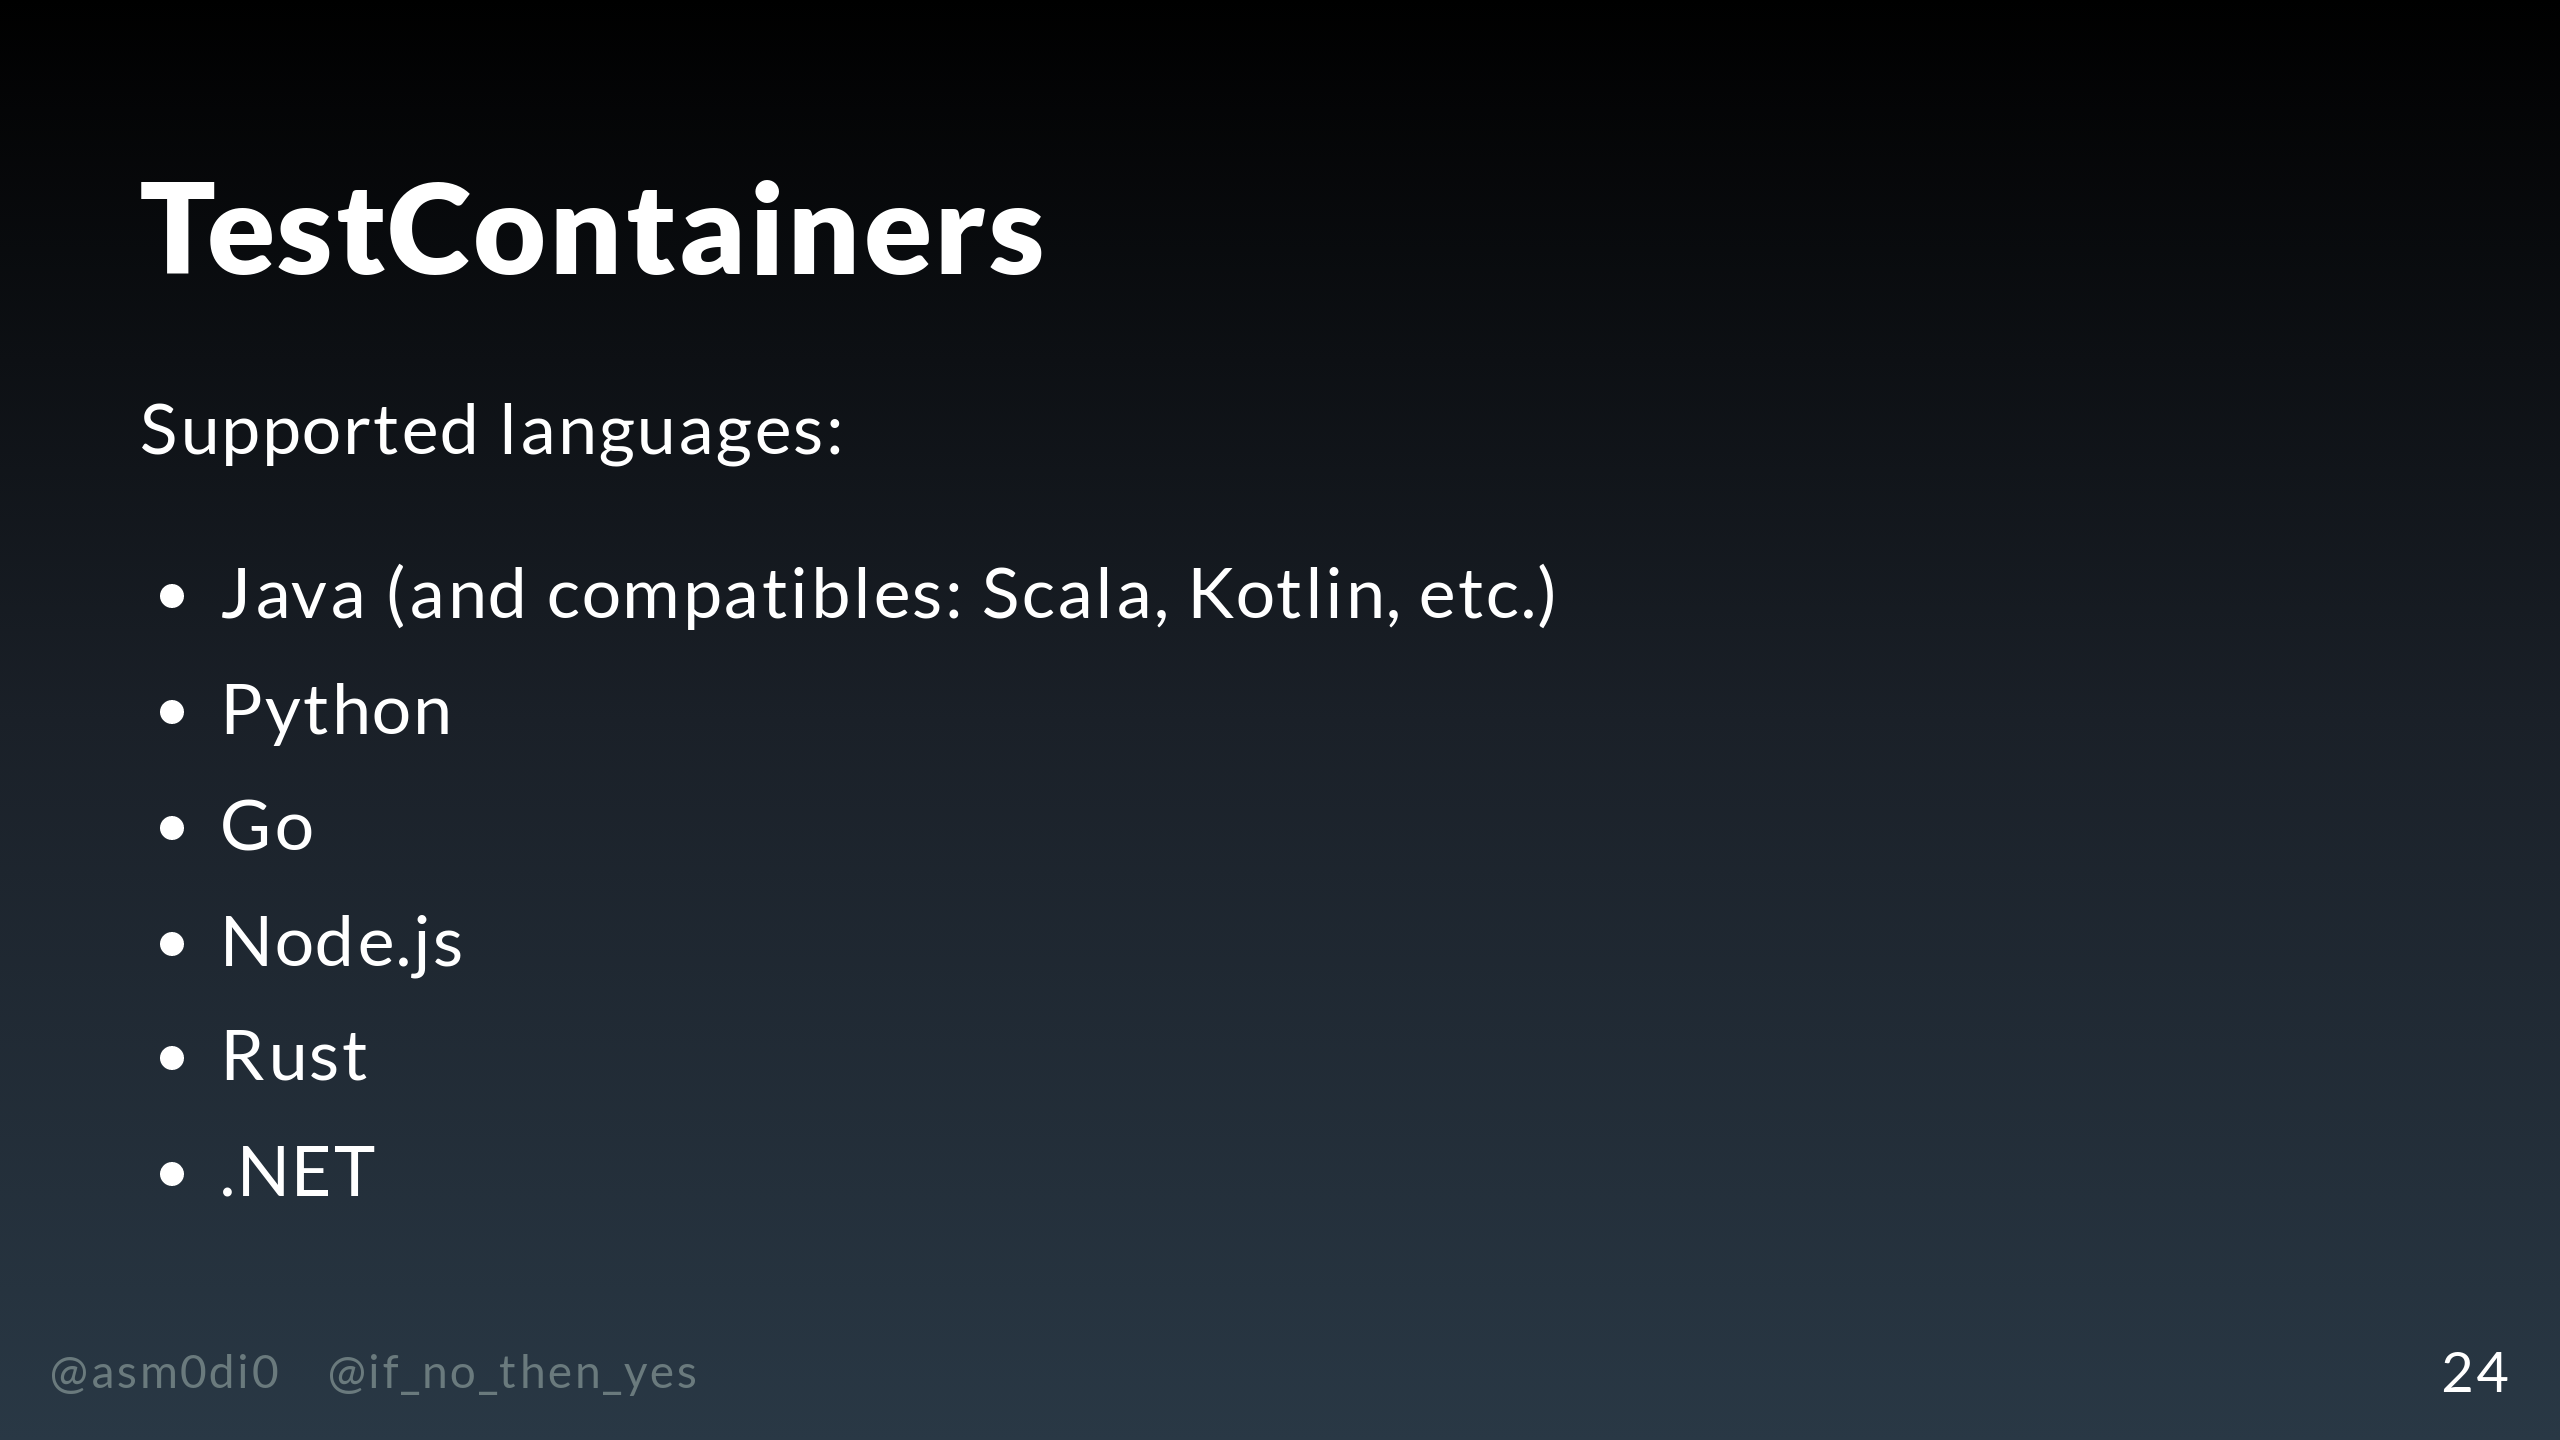 TestContainers
Supported languages:
• Java (and compatibles: Scala, Kotlin, etc.)
• Python
• Go
• Node.js
• Rust
• .NET
@asm0di0 @if_no_then_yes
24